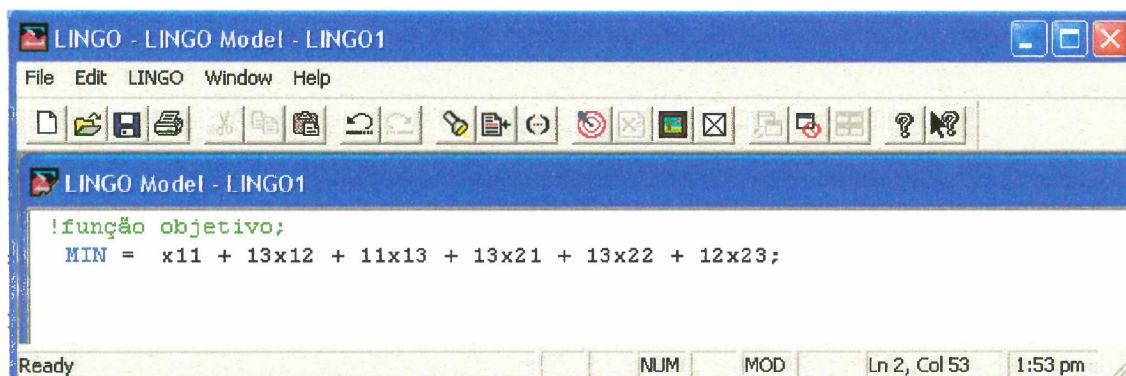 LINGO - LINGO Model - LINGO1
File Edit LINGO Window Help
LINGO Model - LINGO1
!função objetivo;
MIN = x11 + 13x12 + 11x13 + 13x21 + 13x22 + 12x23;
Ready NUM MOD Ln 2, Col 53 1:53 pm